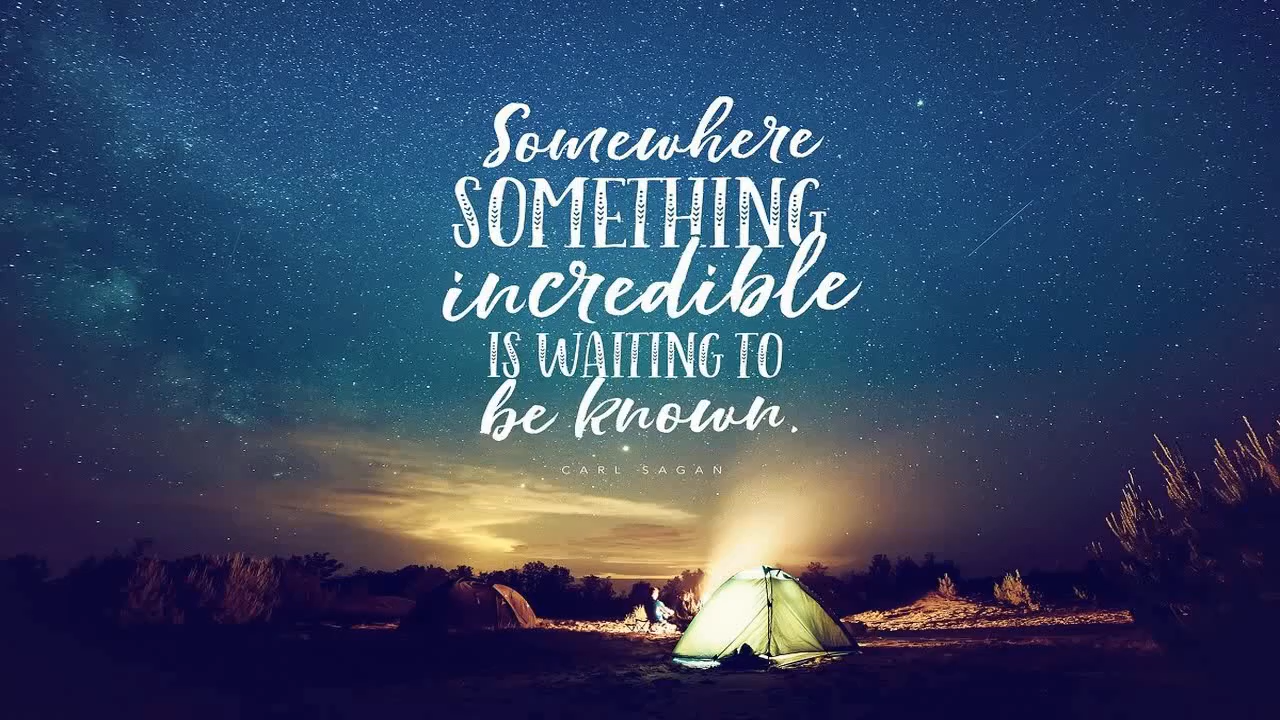 Somewhere
SOMETHING
incredible
IS WAITING TO
be known.
CARL SAGAN